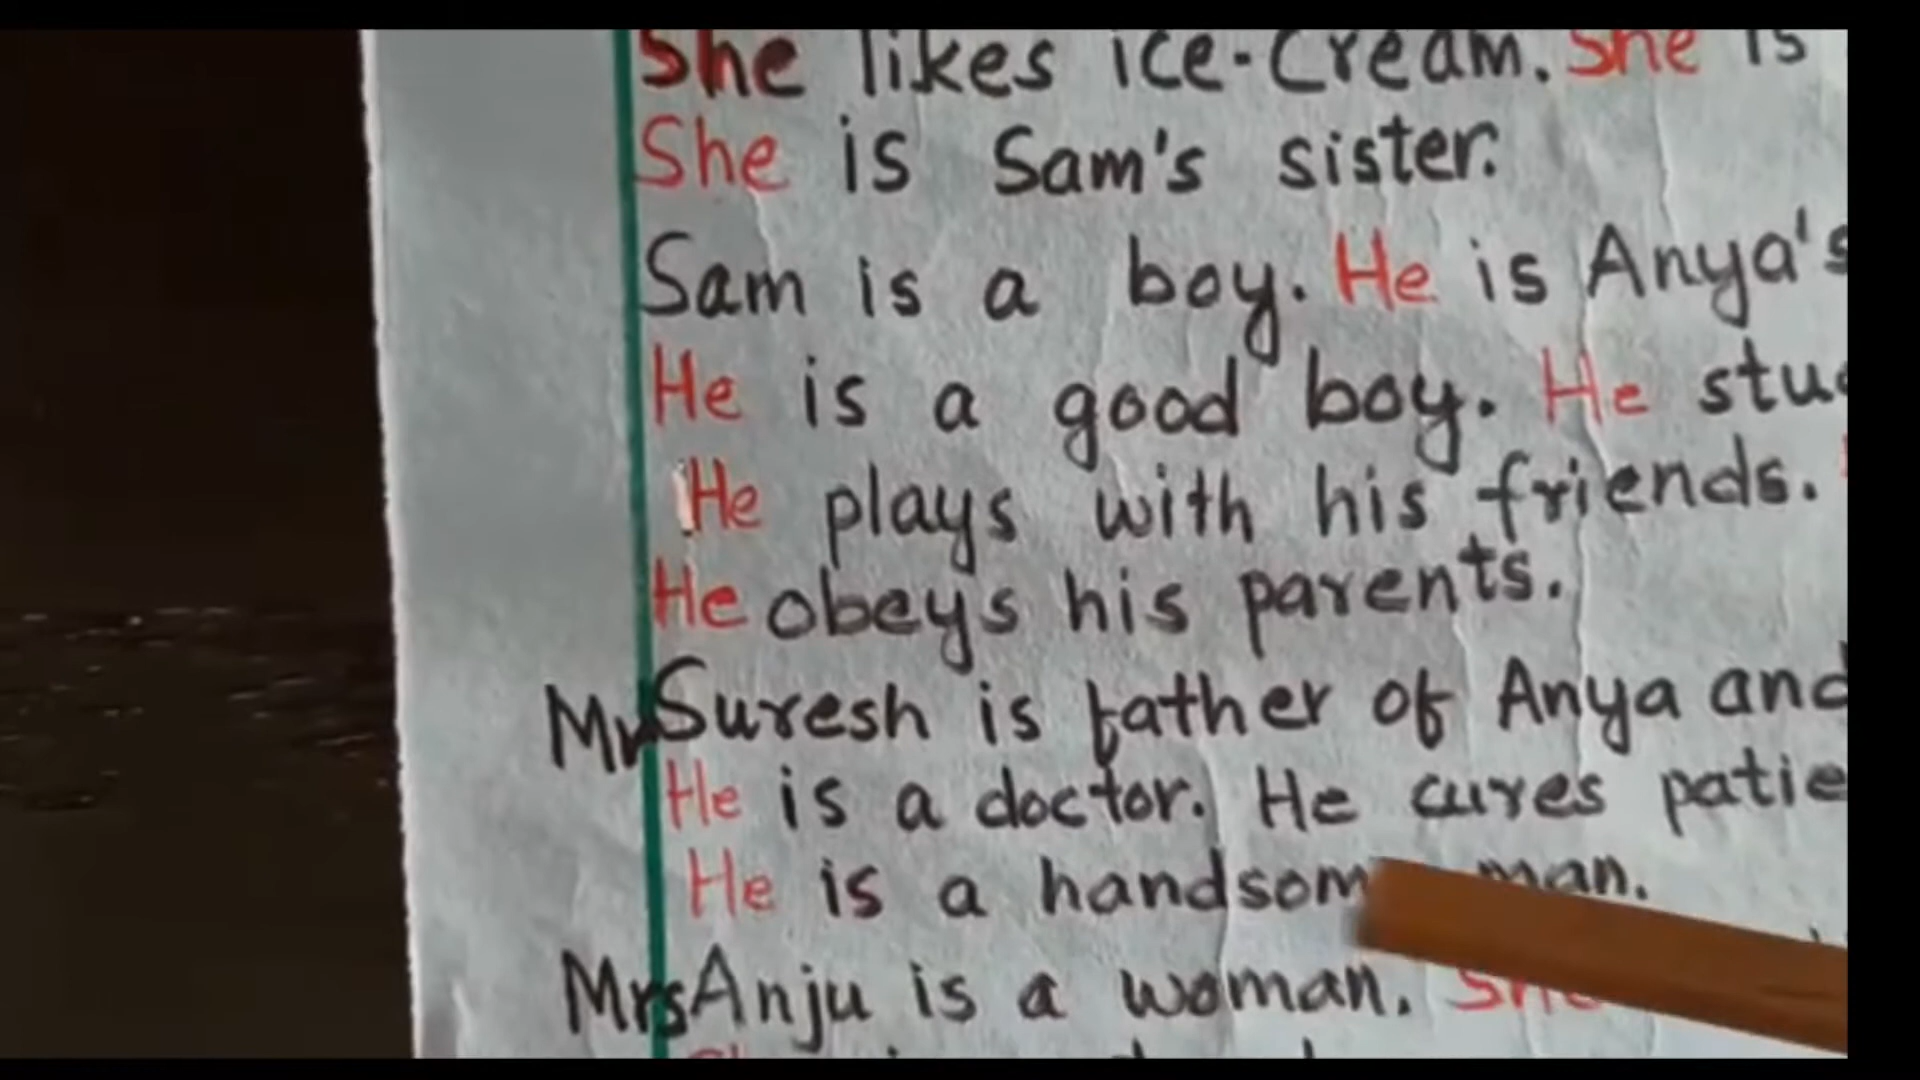 She likes ice-Cream. She is
She is Sam's sister.
Sam is a boy. He is Anya's
He is a good boy. He
He plays with his friends.
He obeys his parents.
Mr Suresh is father of Anya and
He is a doctor. He cures
He is a man.
Mrs Anju is a woman. She